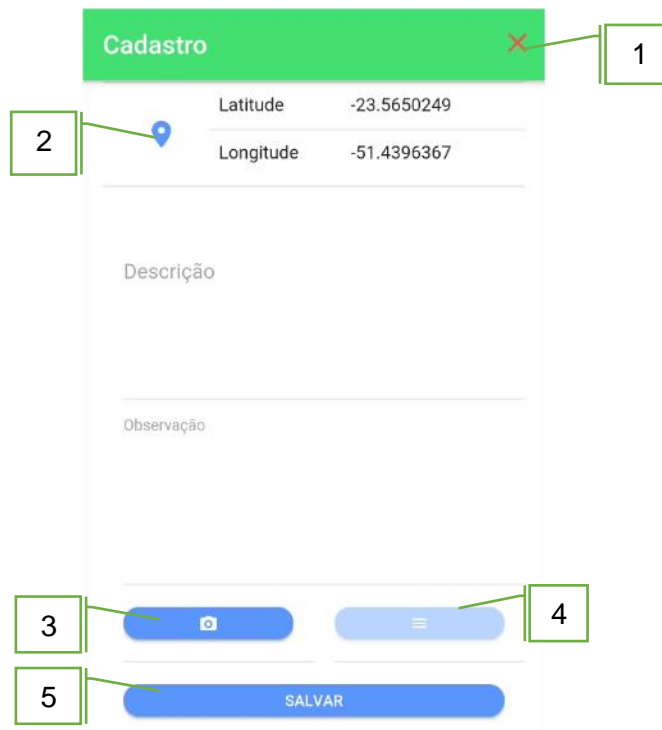 Cadastro
1
Latitude -23.5650249
2
Longitude -51.4396367
Descrição
Observação
3
4
5
SALVAR